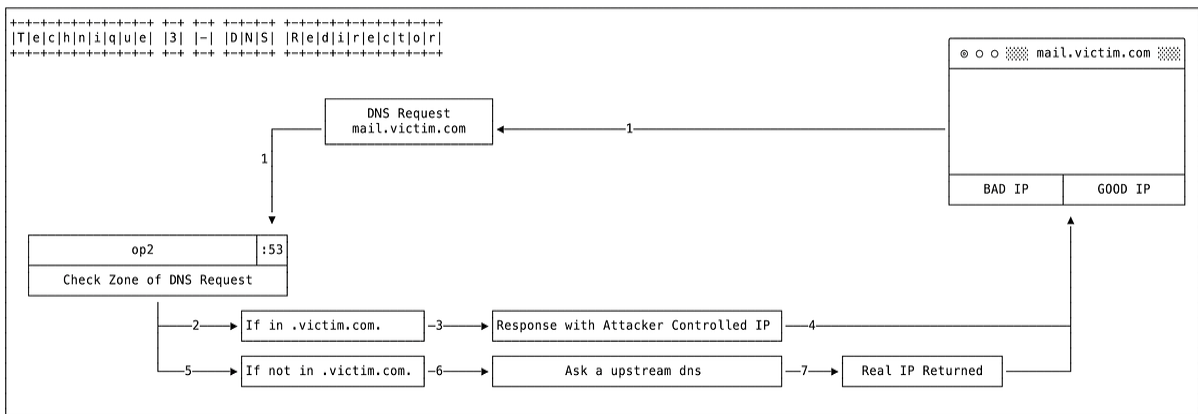 +-+-+-+-+-+-+-+-+-+ +-+ +-+ +-+-+-+ +-+-+-+-+-+-+-+-+-+-+
|T|e|c|h|n|i|q|u|e| |3| |-| |D|N|S| |R|e|d|i|r|e|c|t|o|r|
+-+-+-+-+-+-+-+-+-+ +-+ +-+ +-+-+-+ +-+-+-+-+-+-+-+-+-+-+
mail.victim.com
DNS Request
mail.victim.com
1
1
BAD IP
GOOD IP
op2
:53
Check Zone of DNS Request
2
If in .victim.com.
3
Response with Attacker Controlled IP
4
5
If not in .victim.com.
6
Ask a upstream dns
7
Real IP Returned